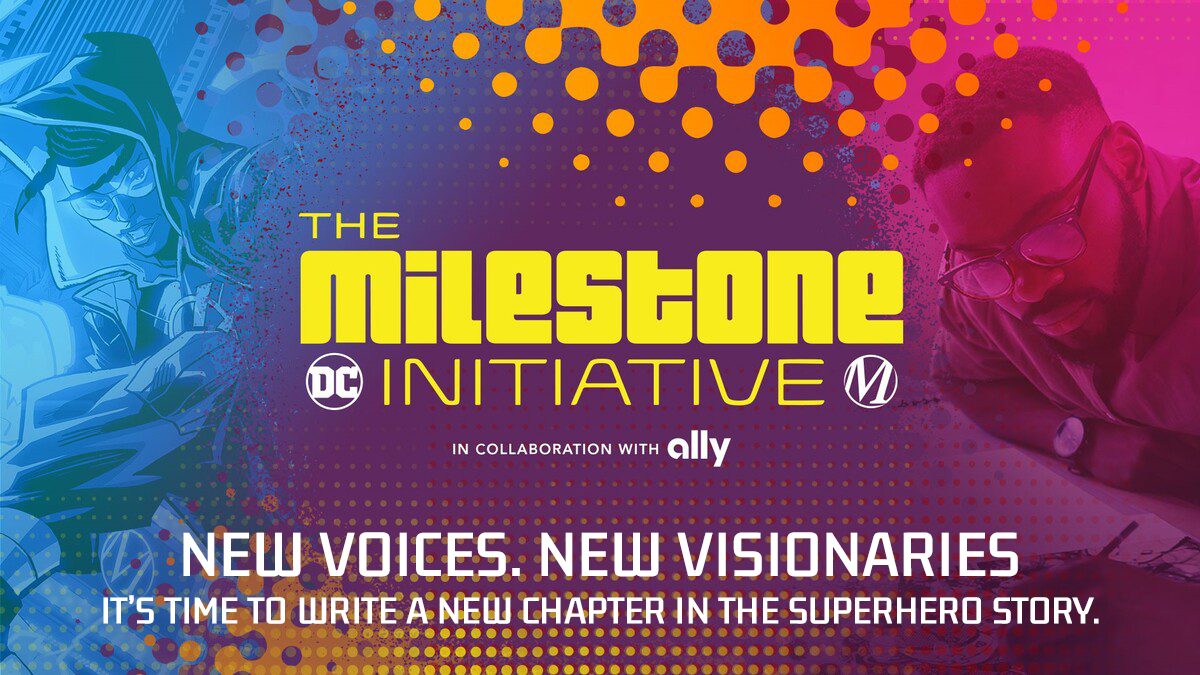 THE
milestone
DC INITIATIVE M
IN COLLABORATION WITH ally
NEW VOICES. NEW VISIONARIES
IT'S TIME TO WRITE A NEW CHAPTER IN THE SUPERHERO STORY.